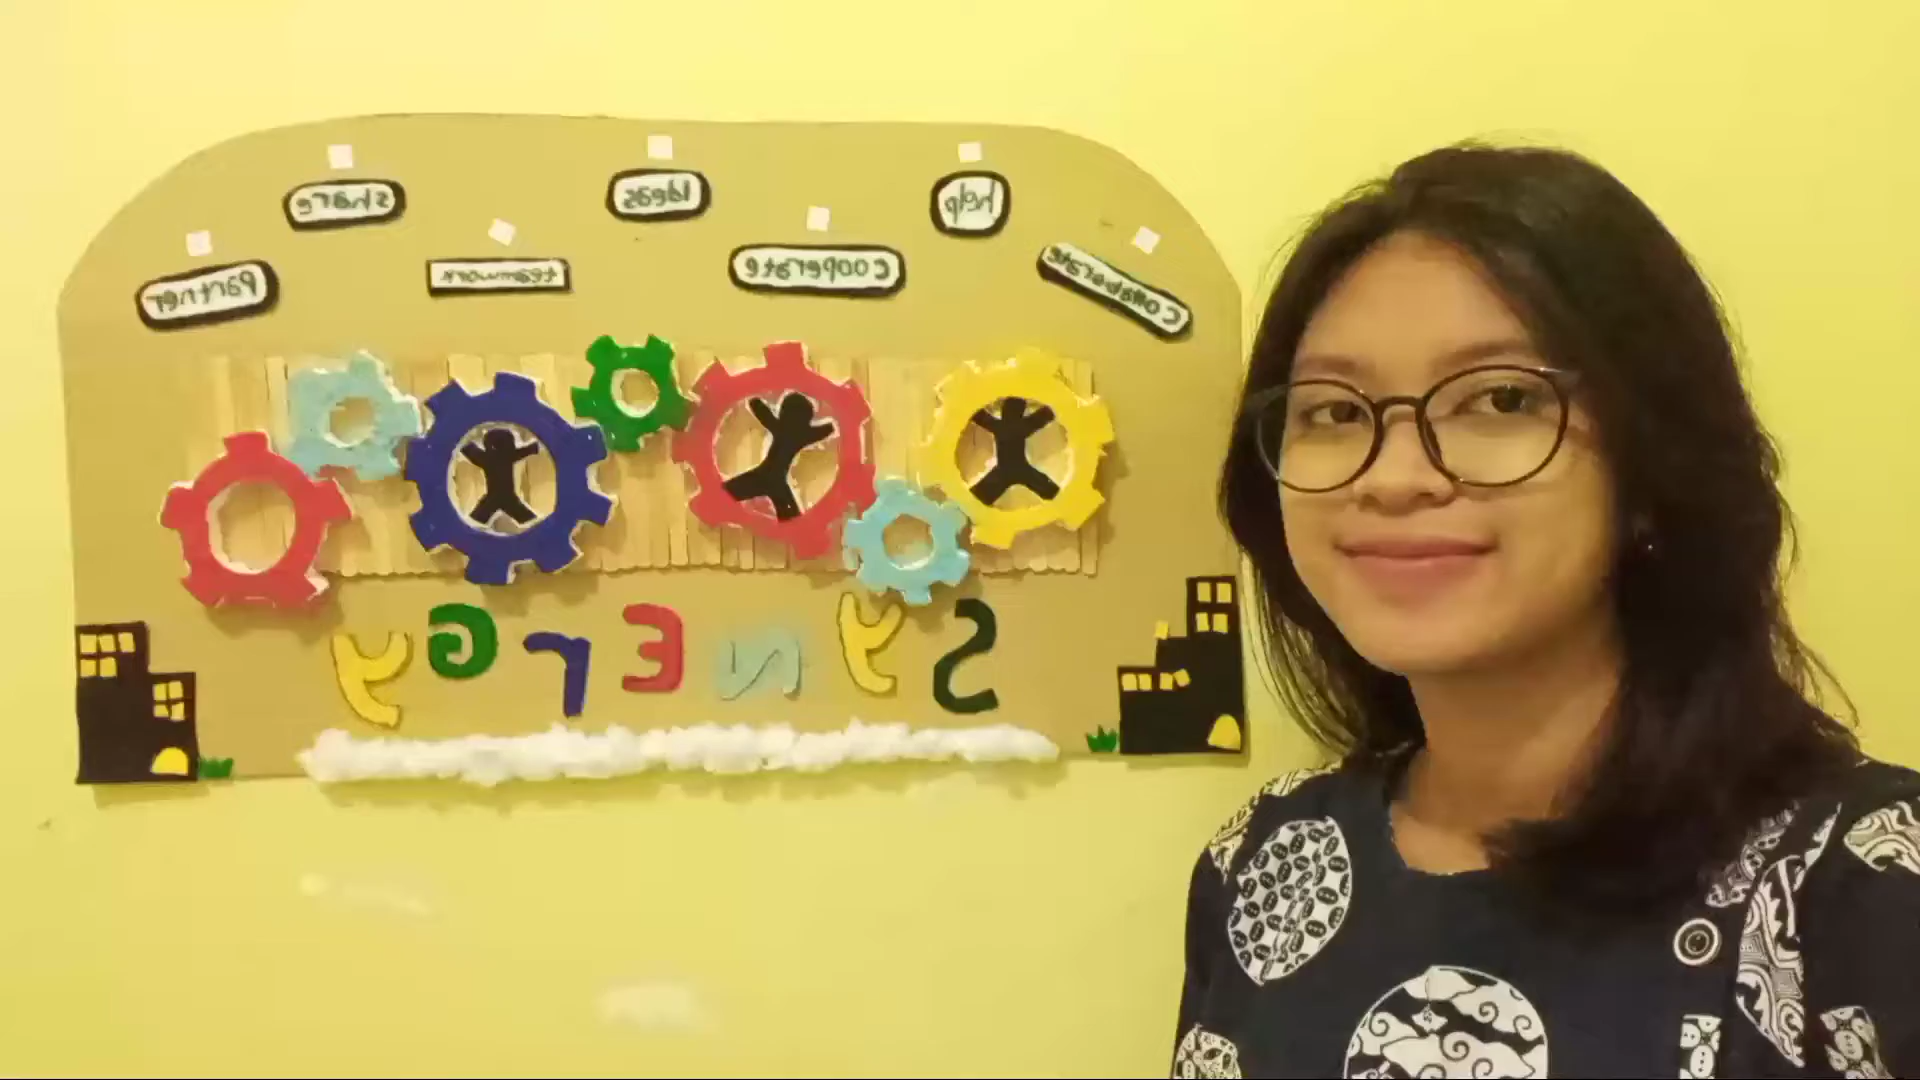 help
Ideas
share
Collaborate
Cooperate
teamwork
Partner
SYNErGY